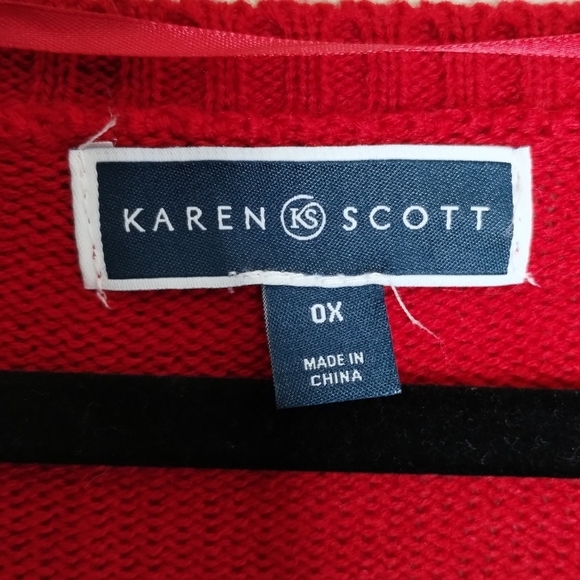 KAREN KS SCOTT
0X
MADE IN
CHINA